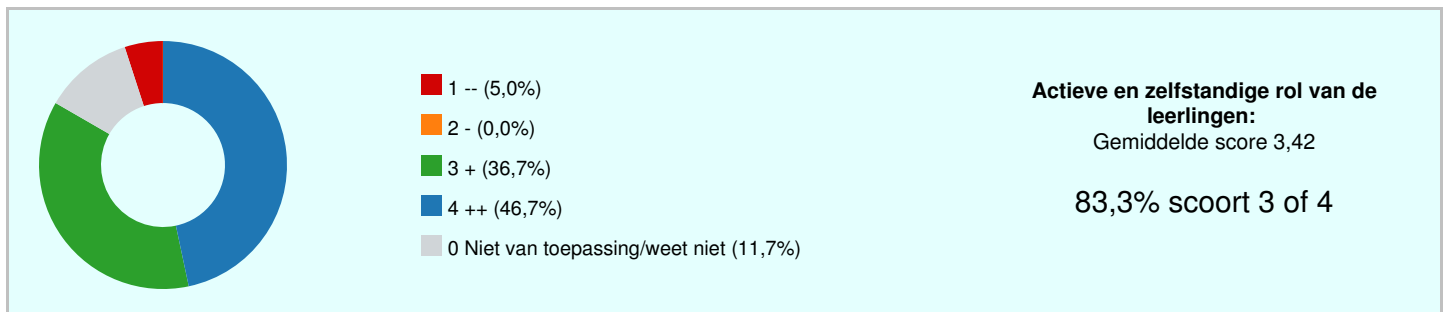 1 -- (5,0%)
2 - (0,0%)
3 + (36,7%)
4 ++ (46,7%)
0 Niet van toepassing/weet niet (11,7%)
Actieve en zelfstandige rol van de
leerlingen:
Gemiddelde score 3,42
83,3% scoort 3 of 4